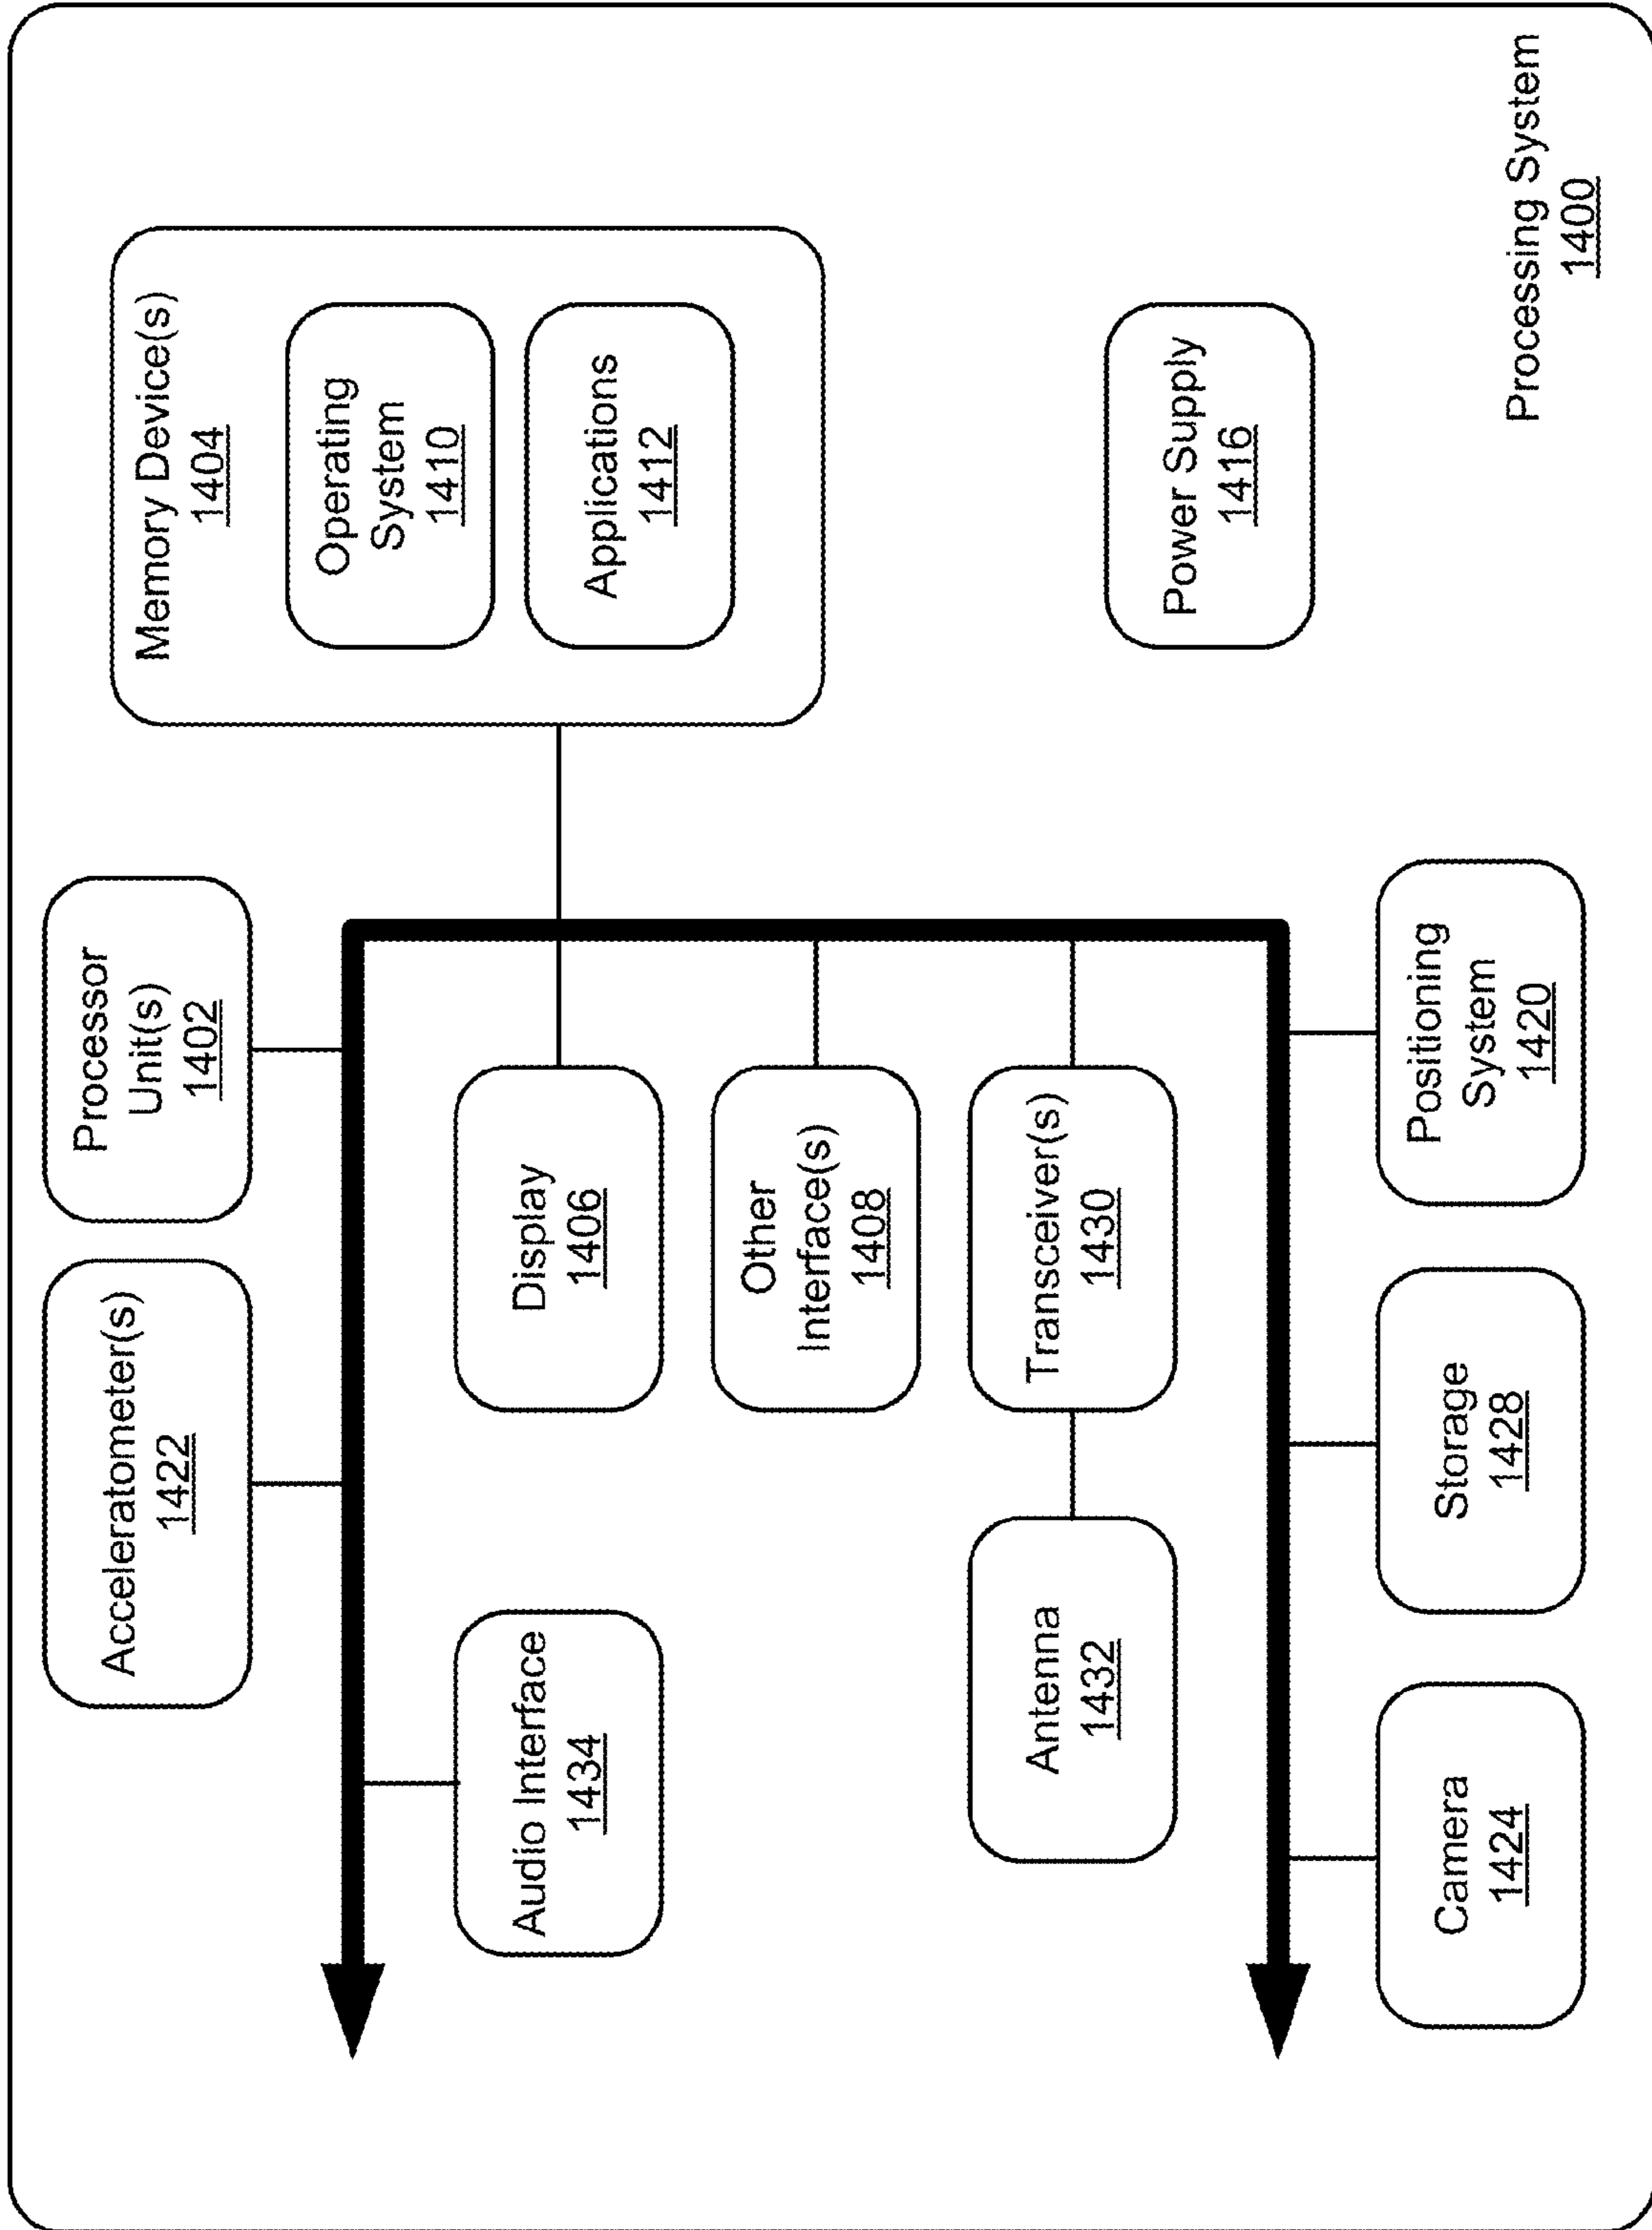 Acceleratometer(s)
1422
Processor
Unit(s)
1402
Memory Device(s)
1404
Operating
System
1410
Audio Interface
1434
Display
1406
Applications
1412
Other
Interface(s)
1408
Antenna
1432
Transceiver(s)
1430
Power Supply
1416
Camera
1424
Storage
1428
Positioning
System
1420
Processing System
1400